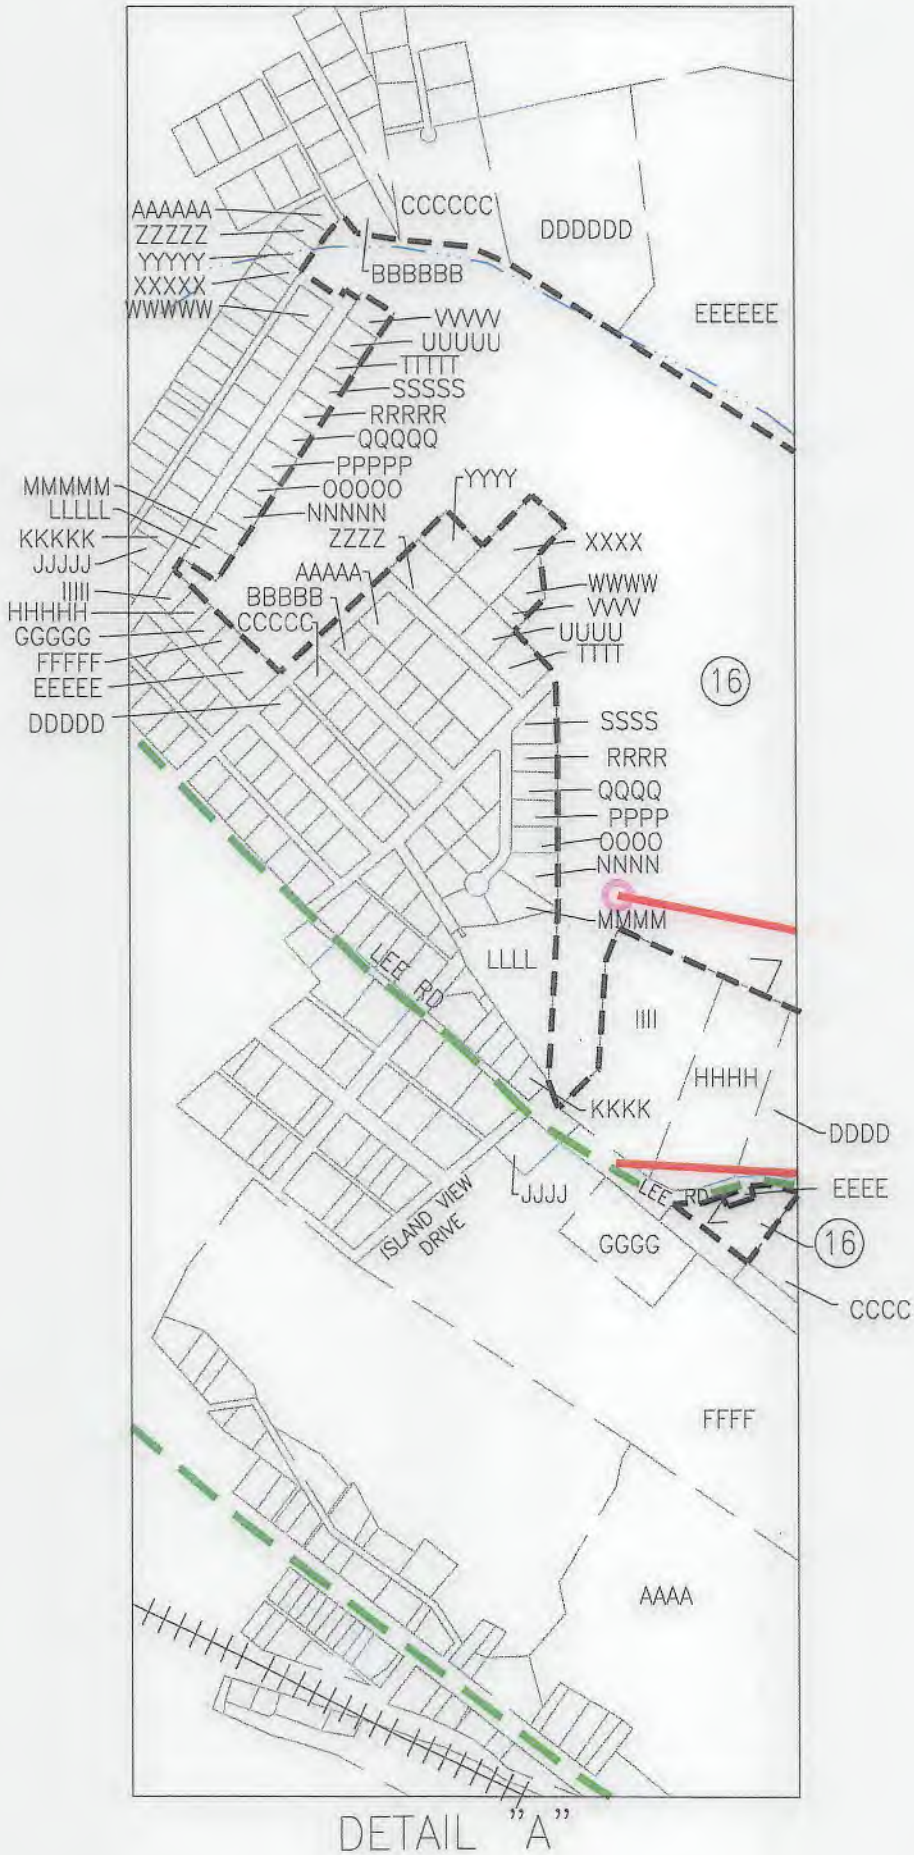 CCCCCC
AAAAAA
DDDDDD
ZZZZZ
YYYYY
BBBBBB
XXXXX
WWWWW
EEEEEE
VVVVV
UUUUU
TTTTT
SSSSS
RRRRR
QQQQQ
PPPPP
MMMMM
OOOOO
LLLLL
NNNNN
YYYY
KKKKK
ZZZZ
XXXX
JJJJJ
AAAAA
IIIII
BBBBB
WWWW
HHHHH
VVVV
CCCCC
GGGGG
UUUU
TTTT
FFFFF
EEEEE
16
DDDDD
SSSS
RRRR
QQQQ
PPPP
OOOO
NNNN
MMMM
LLLL
LEE RD
IIII
HHHH
KKKK
DDDD
JJJJ
LEE RD
EEEE
ISLAND VIEW
DRIVE
GGGG
16
CCCC
FFFF
AAAA
DETAIL "A"